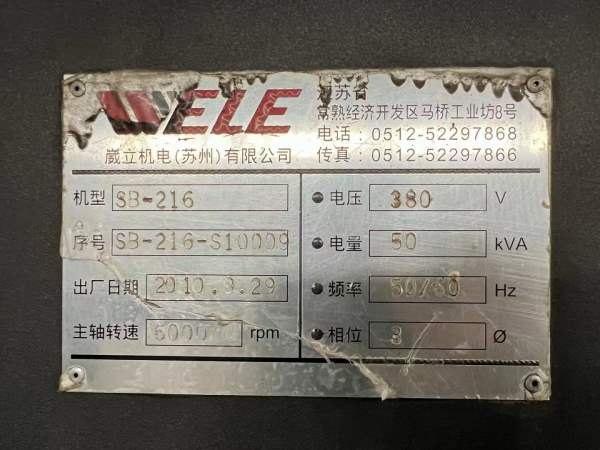 WELE
江苏省
常熟经济开发区马桥工业坊8号
电话：0512-52297868
传真：0512-52297866
崴立机电(苏州)有限公司
机型 SB-216
序号 SB-216-S10009
出厂日期 2010.9.29
主轴转速 6000 rpm
电压 380 V
电量 50 kVA
频率 50/60 Hz
相位 3 Ø